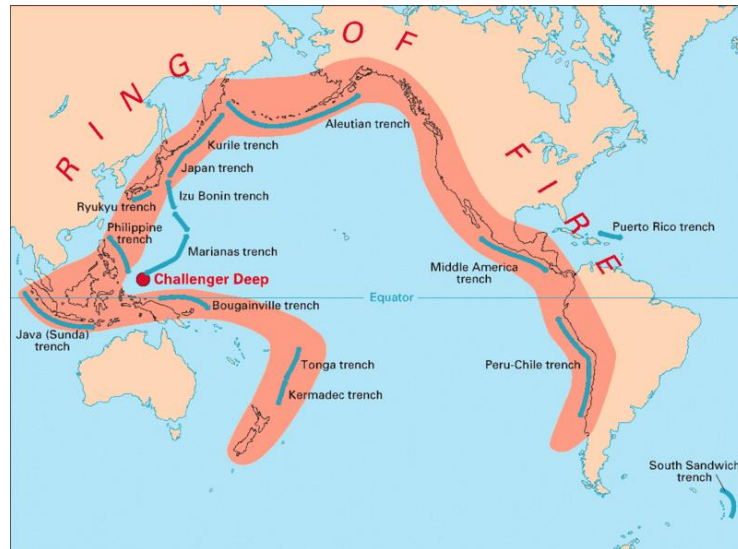 RING OF FIRE
Aleutian trench
Kurile trench
Japan trench
Izu Bonin trench
Ryukyu trench
Philippine
trench
Marianas trench
Challenger Deep
Puerto Rico trench
Middle America
trench
Equator
Bougainville trench
Java (Sunda)
trench
Tonga trench
Kermadec trench
Peru-Chile trench
South Sandwich
trench